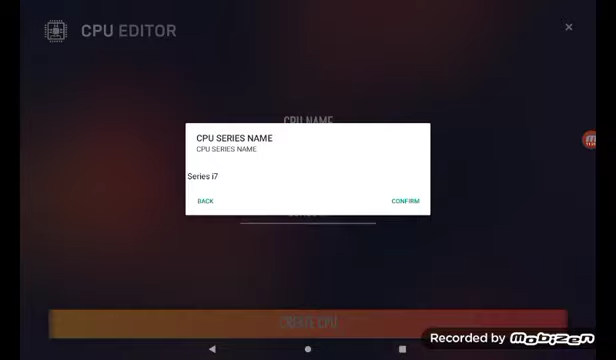 CPU EDITOR
CPU NAME
CPU SERIES NAME
CPU SERIES NAME
Series i7
BACK
CONFIRM
CREATE CPU
Recorded by MOBIZEN